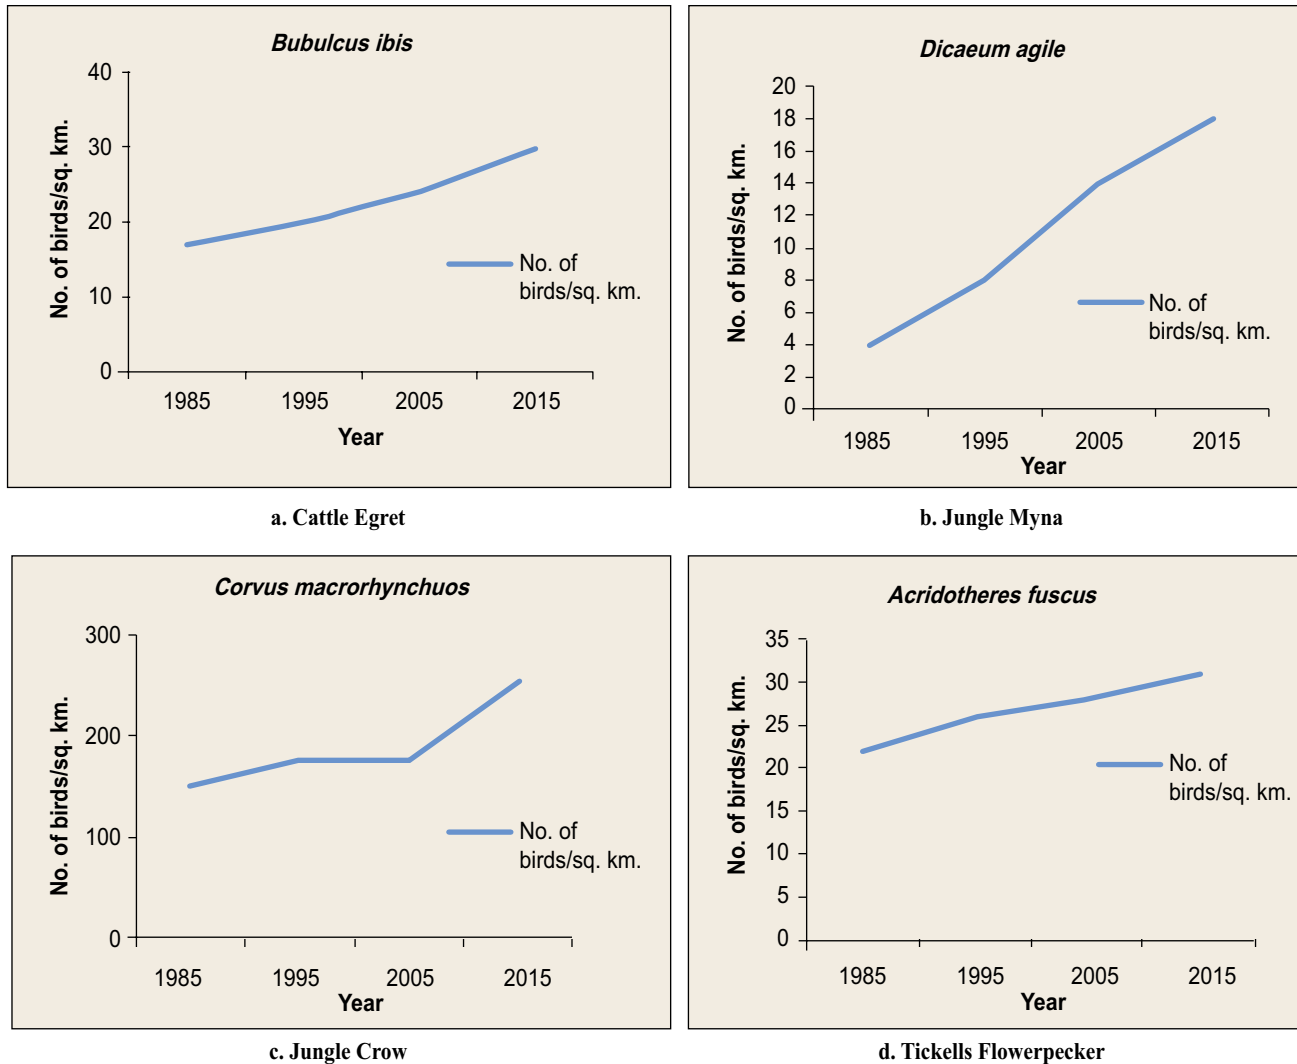 Bubulcus ibis
No. of birds/sq. km.
40
30
20
10
0
1985 1995 2005 2015
Year
No. of
birds/sq. km.
a. Cattle Egret
Dicaeum agile
No. of birds/sq. km.
20
18
16
14
12
10
8
6
4
2
0
1985 1995 2005 2015
Year
No. of
birds/sq. km.
b. Jungle Myna
Corvus macrorhynchuos
No. of birds/sq. km.
300
200
100
0
1985 1995 2005 2015
Year
No. of
birds/sq. km.
c. Jungle Crow
Acridotheres fuscus
No. of birds/sq. km.
35
30
25
20
15
10
5
0
1985 1995 2005 2015
Year
No. of
birds/sq. km.
d. Tickells Flowerpecker